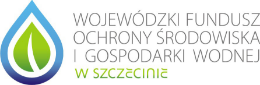 WOJEWÓDZKI FUNDUSZ
OCHRONY ŚRODOWISKA
I GOSPODARKI WODNEJ
W SZCZECINIE